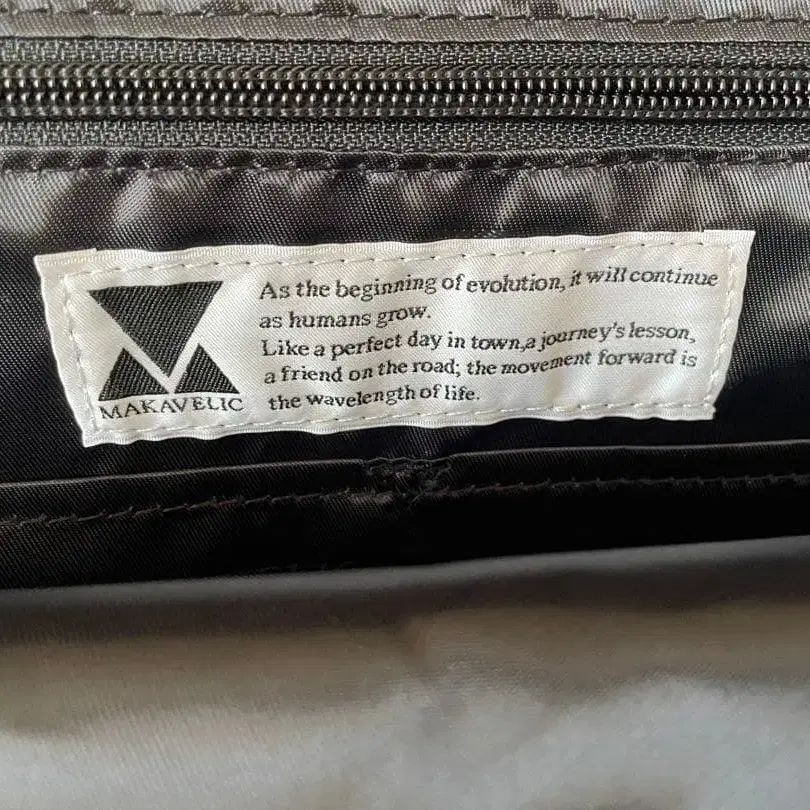 MAKAVELIC
As the beginning of evolution, it will continue
as humans grow.
Like a perfect day in town,a journey's lesson,
a friend on the road; the movement forward is
the wavelength of life.